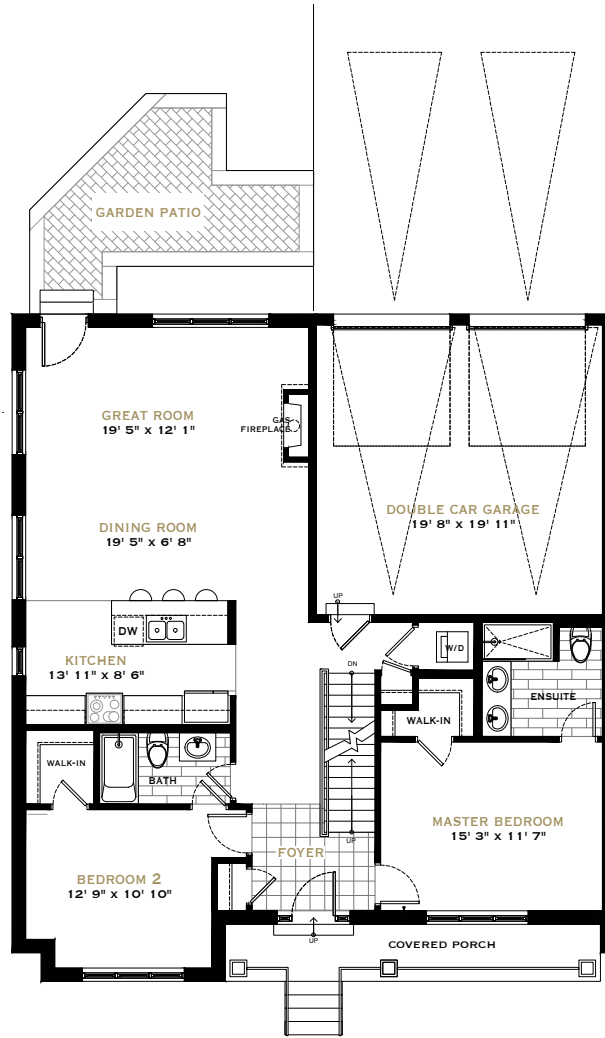 GARDEN PATIO
GREAT ROOM
19' 5" x 12' 1"
GAS
FIREPLACE
DOUBLE CAR GARAGE
19' 8" x 19' 11"
DINING ROOM
19' 5" x 6' 8"
UP
DW
KITCHEN
13' 11" x 8' 6"
W/D
DN
ENSUITE
WALK-IN
WALK-IN
BATH
MASTER BEDROOM
15' 3" x 11' 7"
UP
FOYER
BEDROOM 2
12' 9" x 10' 10"
UP
COVERED PORCH